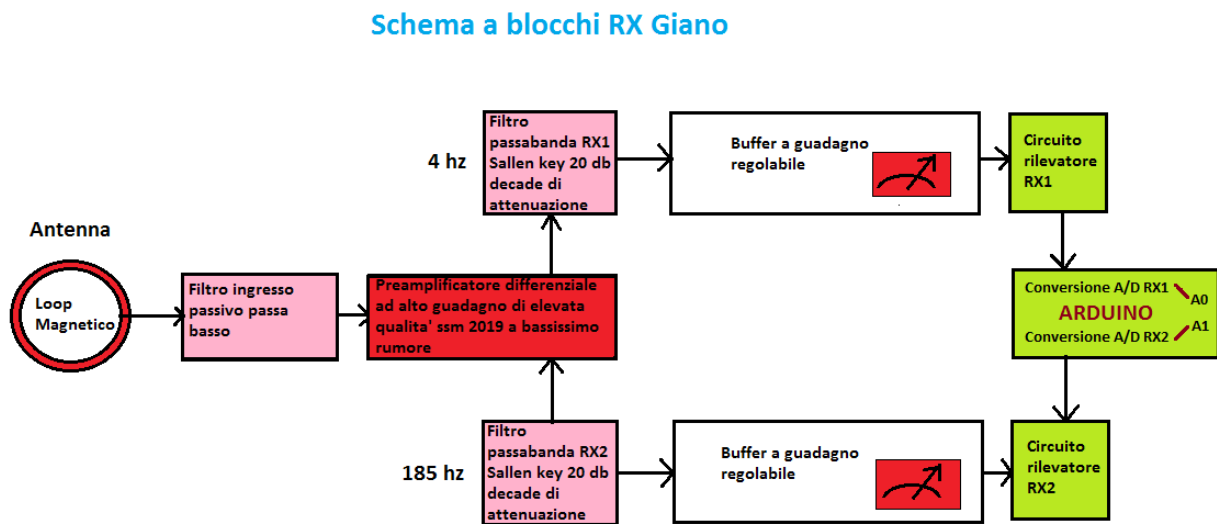 Schema a blocchi RX Giano
Antenna
Loop
Magnetico
Filtro ingresso
passivo passa
basso
Preamplificatore differenziale
ad alto guadagno di elevata
qualita' ssm 2019 a bassissimo
rumore
4 hz
Filtro
passabanda RX1
Sallen key 20 db
decade di
attenuazione
Buffer a guadagno
regolabile
Circuito
rilevatore
RX1
Conversione A/D RX1
A0
ARDUINO
Conversione A/D RX2
A1
185 hz
Filtro
passabanda RX2
Sallen key 20 db
decade di
attenuazione
Buffer a guadagno
regolabile
Circuito
rilevatore
RX2